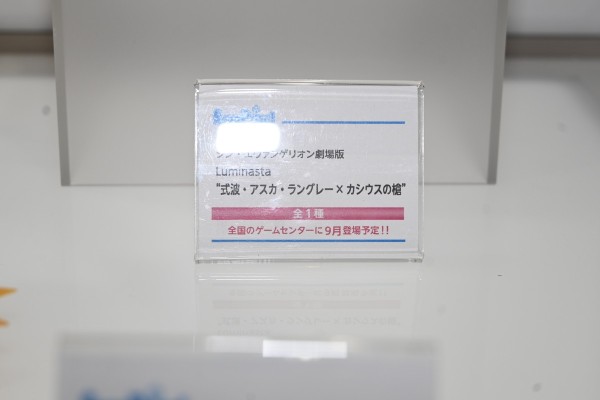 シン・エヴァンゲリオン劇場版
Luminasta
“式波・アスカ・ラングレー×カシウスの槍”
全1種
全国のゲームセンターに9月登場予定!!